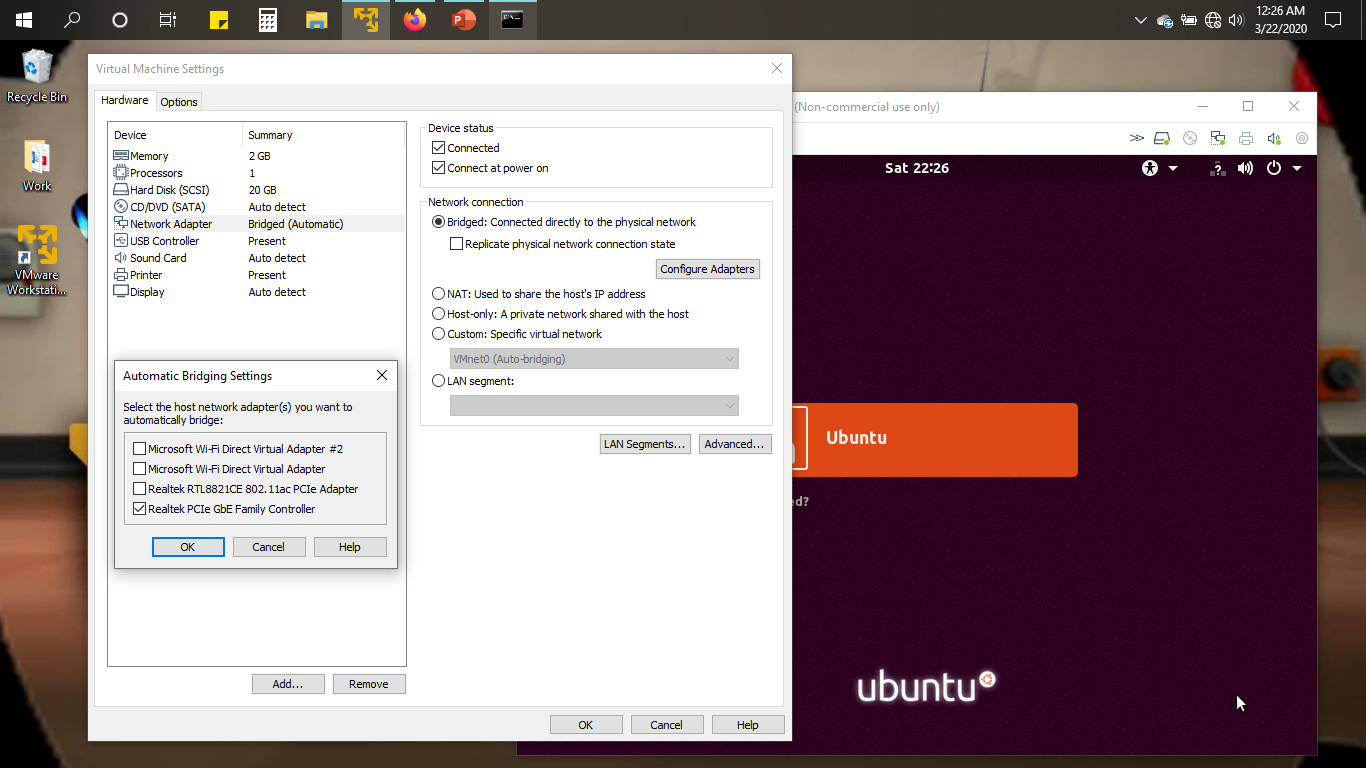 12:26 AM
3/22/2020
Recycle Bin
Work
VMware
Workstati...
Virtual Machine Settings
Hardware
Options
Device
Summary
Memory
2 GB
Processors
1
Hard Disk (SCSI)
20 GB
CD/DVD (SATA)
Auto detect
Network Adapter
Bridged (Automatic)
USB Controller
Present
Sound Card
Auto detect
Printer
Present
Display
Auto detect
Add...
Remove
Device status
Connected
Connect at power on
Network connection
Bridged: Connected directly to the physical network
Replicate physical network connection state
Configure Adapters
NAT: Used to share the host's IP address
Host-only: A private network shared with the host
Custom: Specific virtual network
VMnet0 (Auto-bridging)
LAN segment:
LAN Segments...
Advanced...
OK
Cancel
Help
Automatic Bridging Settings
Select the host network adapter(s) you want to
automatically bridge:
Microsoft Wi-Fi Direct Virtual Adapter #2
Microsoft Wi-Fi Direct Virtual Adapter
Realtek RTL8821CE 802.11ac PCIe Adapter
Realtek PCIe GbE Family Controller
OK
Cancel
Help
(Non-commercial use only)
Sat 22:26
Ubuntu
ed?
ubuntu